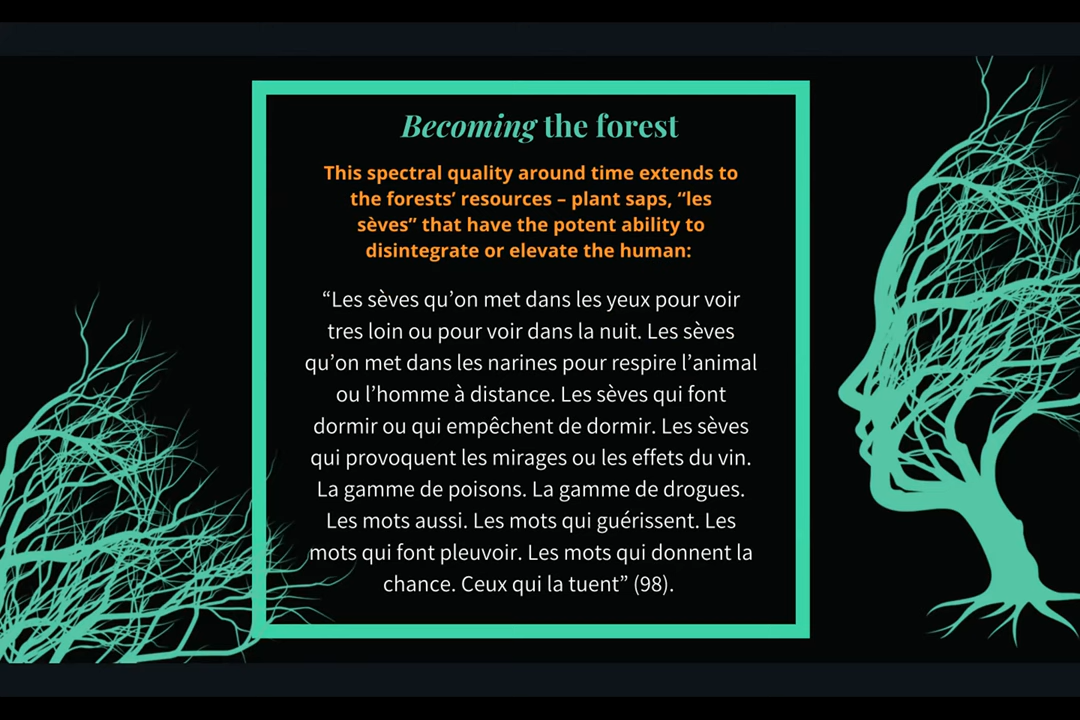 Becoming the forest
This spectral quality around time extends to
the forests’ resources – plant saps, “les
sèves” that have the potent ability to
disintegrate or elevate the human:
“Les sèves qu’on met dans les yeux pour voir
tres loin ou pour voir dans la nuit. Les sèves
qu’on met dans les narines pour respire l’animal
ou l’homme à distance. Les sèves qui font
dormir ou qui empêchent de dormir. Les sèves
qui provoquent les mirages ou les effets du vin.
La gamme de poisons. La gamme de drogues.
Les mots aussi. Les mots qui guérissent. Les
mots qui font pleuvoir. Les mots qui donnent la
chance. Ceux qui la tuent” (98).